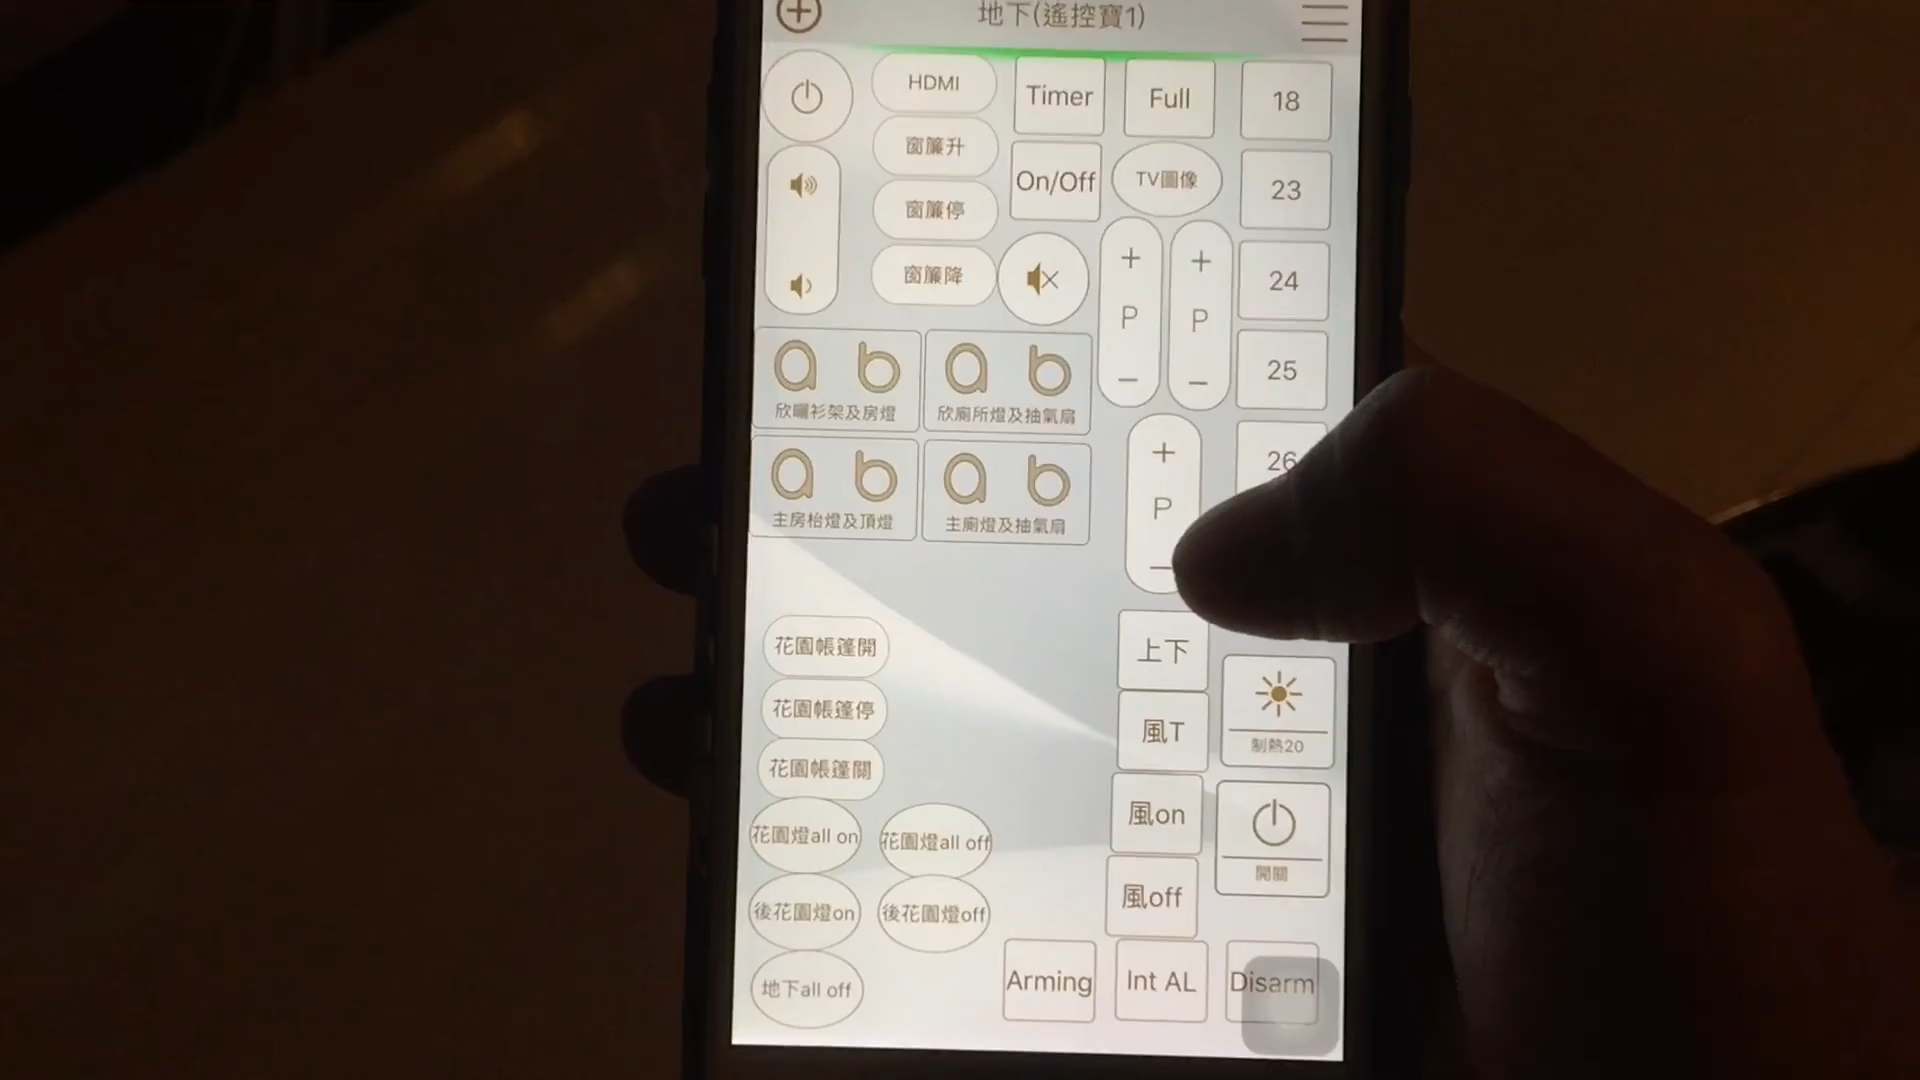 地下(遙控寶1)
HDMI
Timer
Full
18
窗簾升
On/Off
TV圖像
23
窗簾停
窗簾降
+
P
−
+
P
−
24
25
a b
欣曬衫架及房燈
a b
欣廁所燈及抽氣扇
+
P
−
26
a b
主房枱燈及頂燈
a b
主廁燈及抽氣扇
花園帳篷開
上下
花園帳篷停
風T
制熱20
花園帳篷關
花園燈all on
花園燈all off
風on
開關
後花園燈on
後花園燈off
風off
地下all off
Arming
Int AL
Disarm